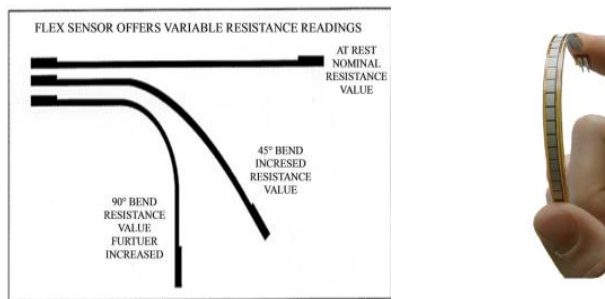 FLEX SENSOR OFFERS VARIABLE RESISTANCE READINGS
AT REST
NOMINAL
RESISTANCE
VALUE
45° BEND
INCRESED
RESISTANCE
VALUE
90° BEND
RESISTANCE
VALUE
FURTUER
INCREASED